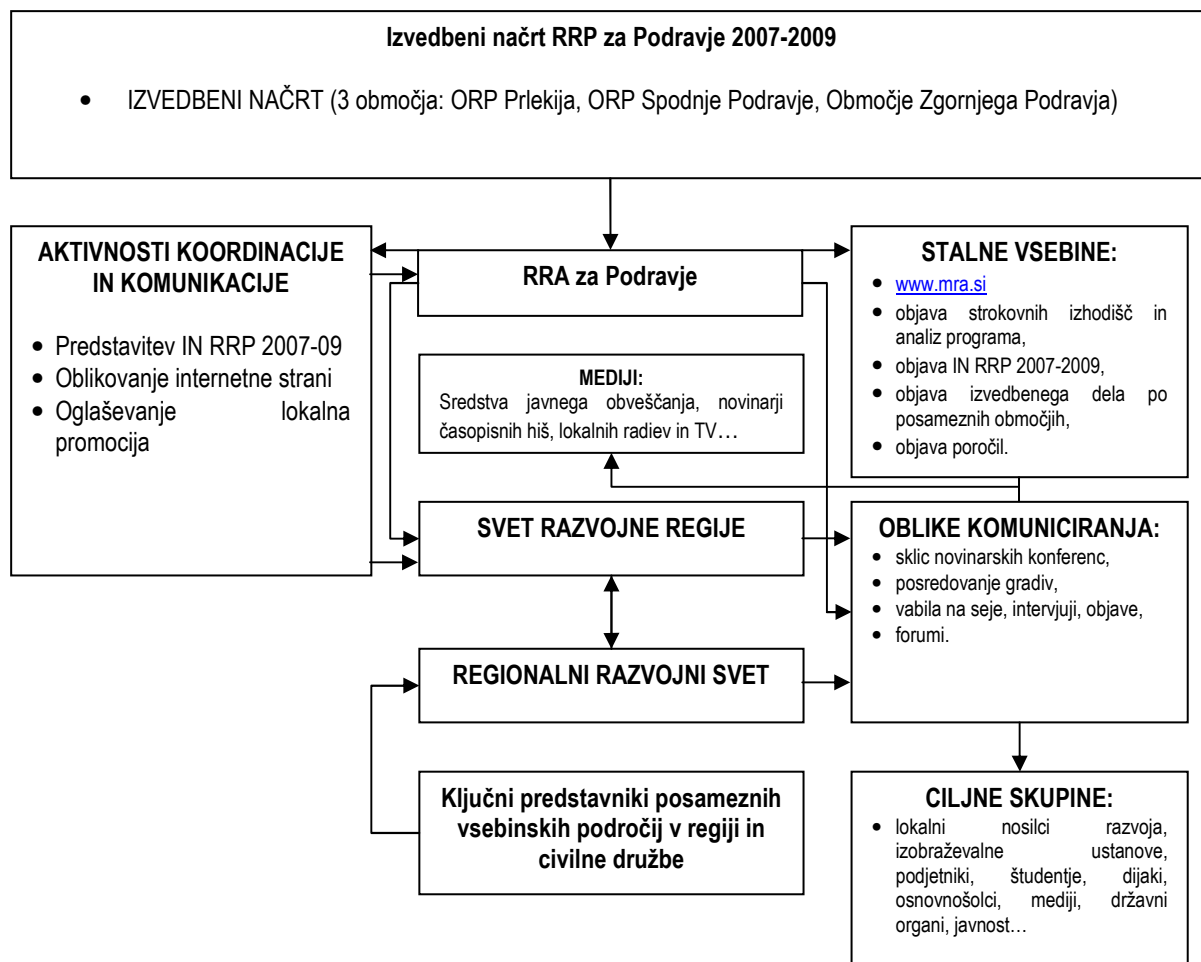 Izvedbeni načrt RRP za Podravje 2007-2009
• IZVEDBENI NAČRT (3 območja: ORP Prlekija, ORP Spodnje Podravje, Območje Zgornjega Podravja)
AKTIVNOSTI KOORDINACIJE
IN KOMUNIKACIJE
• Predstavitev IN RRP 2007-09
• Oblikovanje internetne strani
• Oglaševanje lokalna
promocija
RRA za Podravje
MEDIJI:
Sredstva javnega obveščanja, novinarji
časopisnih hiš, lokalnih radiev in TV…
SVET RAZVOJNE REGIJE
REGIONALNI RAZVOJNI SVET
Ključni predstavniki posameznih
vsebinskih področij v regiji in
civilne družbe
STALNE VSEBINE:
• www.mra.si
• objava strokovnih izhodišč in
analiz programa,
• objava IN RRP 2007-2009,
• objava izvedbenega dela po
posameznih območjih,
• objava poročil.
OBLIKE KOMUNICIRANJA:
• sklic novinarskih konferenc,
• posredovanje gradiv,
• vabila na seje, intervjuji, objave,
• forumi.
CILJNE SKUPINE:
• lokalni nosilci razvoja,
izobraževalne ustanove,
podjetniki, študentje, dijaki,
osnovnošolci, mediji, državni
organi, javnost…